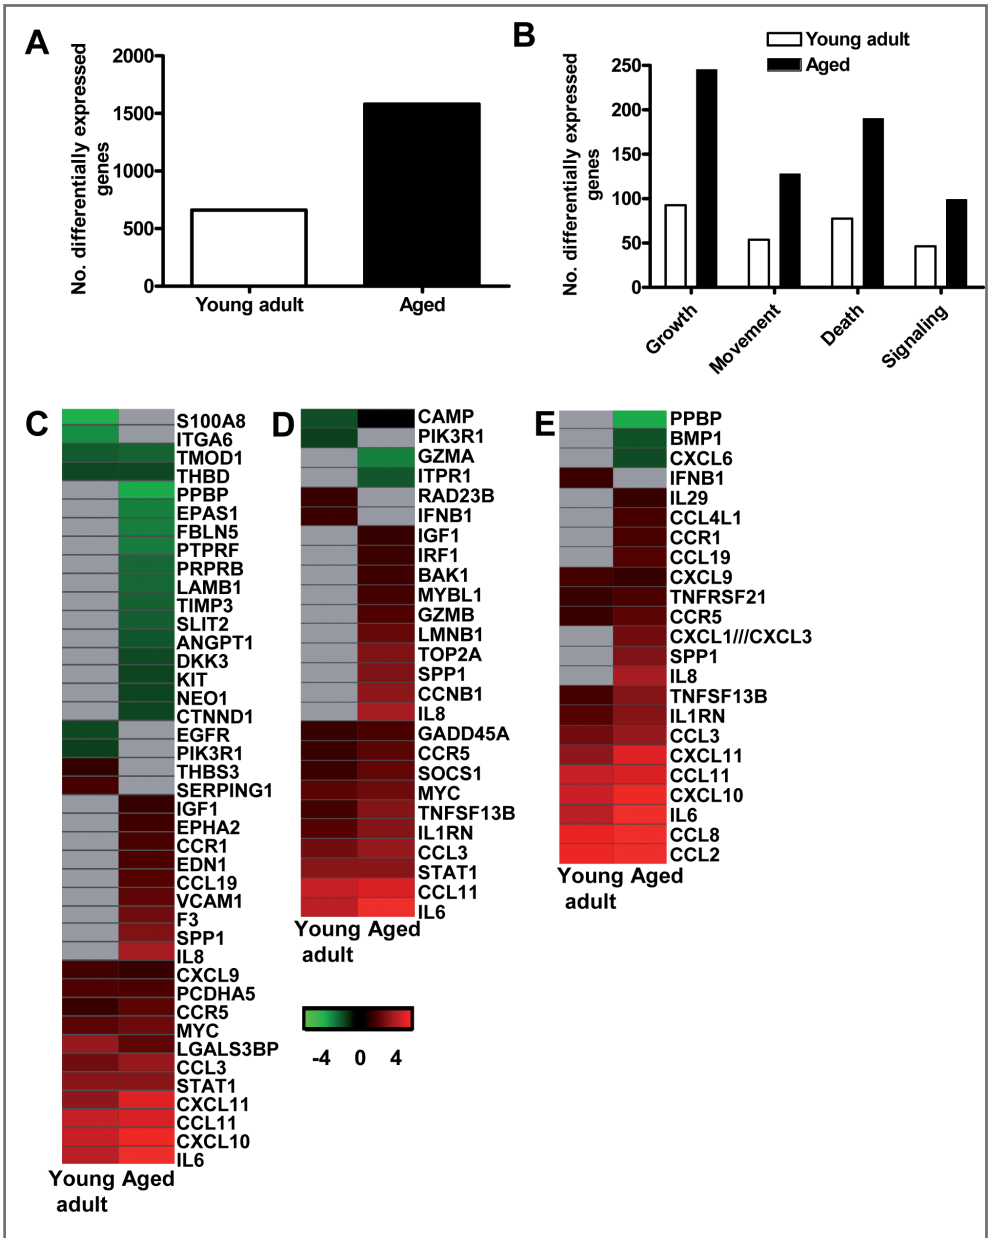 A
No. differentially expressed
genes
2000
1500
1000
500
0
Young adult
Aged
B
No. differentially expressed
genes
Young adult
Aged
250
200
150
100
50
0
Growth
Movement
Death
Signaling
C
S100A8
ITGA6
TMOD1
THBD
PPBP
EPAS1
FBLN5
PTPRF
PRPRB
LAMB1
TIMP3
SLIT2
ANGPT1
DKK3
KIT
NEO1
CTNND1
EGFR
PIK3R1
THBS3
SERPING1
IGF1
EPHA2
CCR1
EDN1
CCL19
VCAM1
F3
SPP1
IL8
CXCL9
PCDHA5
CCR5
MYC
LGALS3BP
CCL3
STAT1
CXCL11
CCL11
CXCL10
IL6
Young Aged
adult
D
CAMP
PIK3R1
GZMA
ITPR1
RAD23B
IFNB1
IGF1
IRF1
BAK1
MYBL1
GZMB
LMNB1
TOP2A
SPP1
CCNB1
IL8
GADD45A
CCR5
SOCS1
MYC
TNFSF13B
IL1RN
CCL3
STAT1
CCL11
IL6
Young Aged
adult
-4 0 4
E
PPBP
BMP1
CXCL6
IFNB1
IL29
CCL4L1
CCR1
CCL19
CXCL9
TNFRSF21
CCR5
CXCL1///CXCL3
SPP1
IL8
TNFSF13B
IL1RN
CCL3
CXCL11
CCL11
CXCL10
IL6
CCL8
CCL2
Young Aged
adult